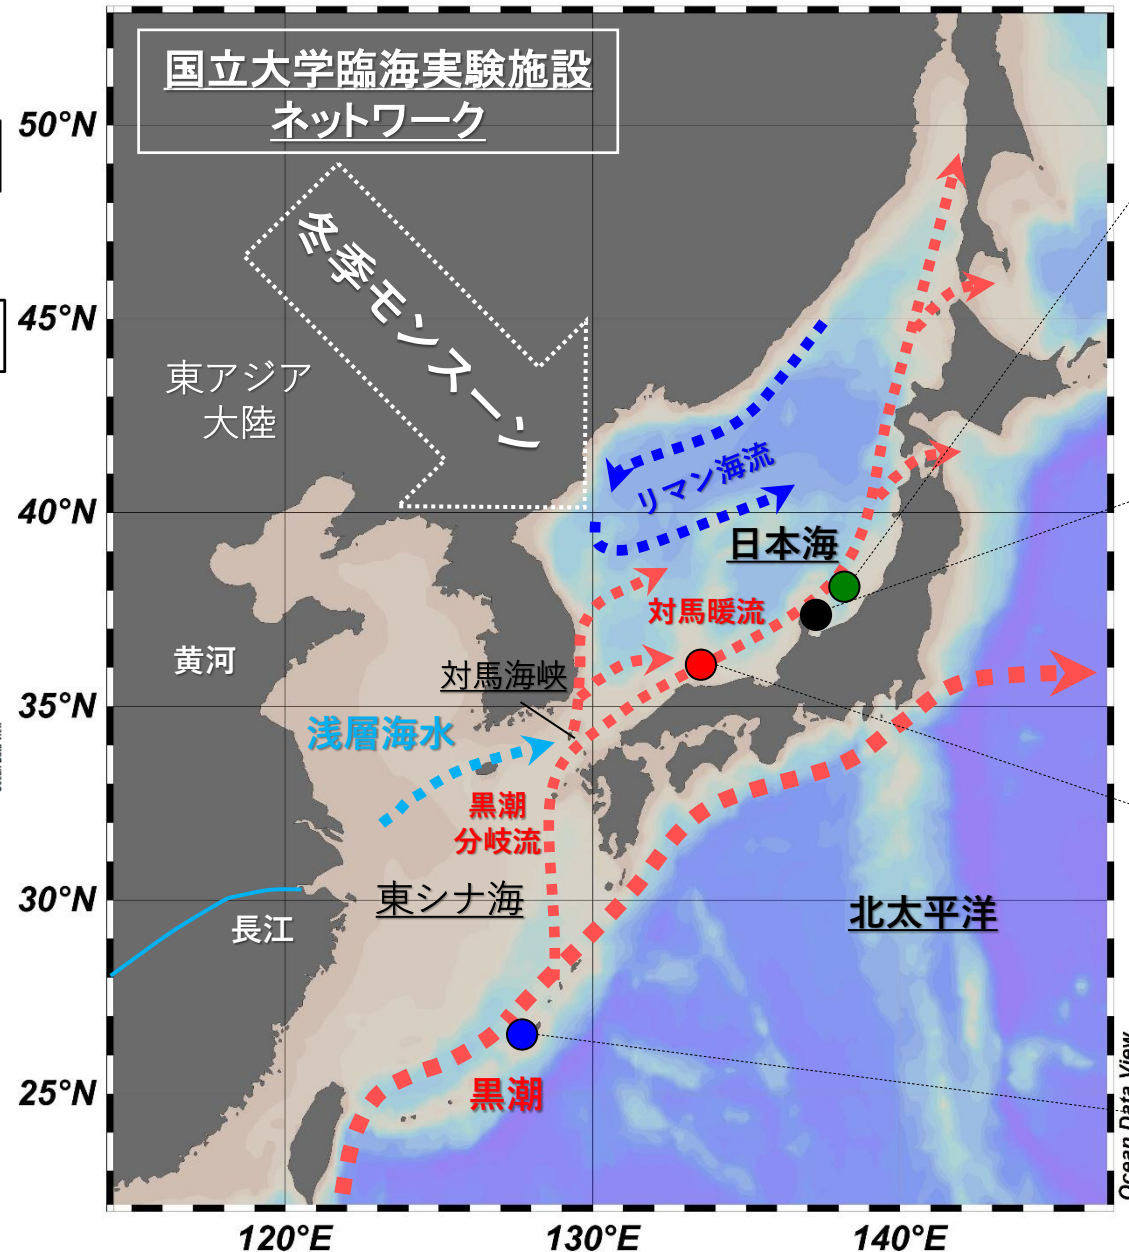 国立大学臨海実験施設
ネットワーク
50°N
冬季モンスーン
45°N
東アジア
大陸
リマン海流
40°N
日本海
対馬暖流
黄河
対馬海峡
35°N
浅層海水
黒潮
分岐流
東シナ海
30°N
北太平洋
長江
25°N
黒潮
Ocean Data View
120°E
130°E
140°E